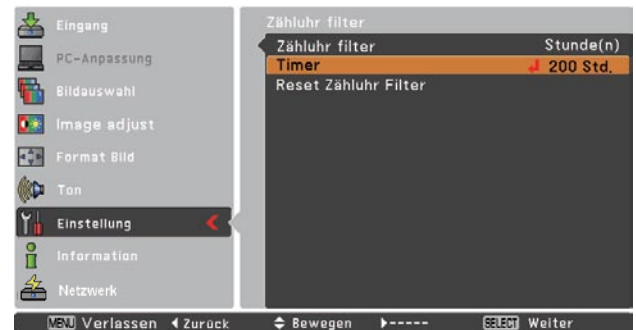 Eingang
PC-Anpassung
Bildauswahl
Image adjust
Format Bild
Ton
Einstellung
Information
Netzwerk
Zähluhr filter
Zähluhr filter Stunde(n)
Timer 200 Std.
Reset Zähluhr Filter
MENU Verlassen Zurück Bewegen ----- SELECT Weiter